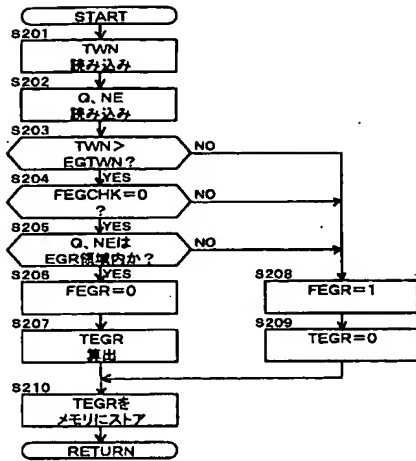 START
S201
TWN
読み込み
S202
Q、NE
読み込み
S203
TWN>
EGTWN?
NO
YES
S204
FEGCHK=0
?
NO
YES
S205
Q、NEは
EGR領域内か?
NO
YES
S206
FEGR=0
S207
TEGR
算出
S208
FEGR=1
S209
TEGR=0
S210
TEGRを
メモリにストア
RETURN